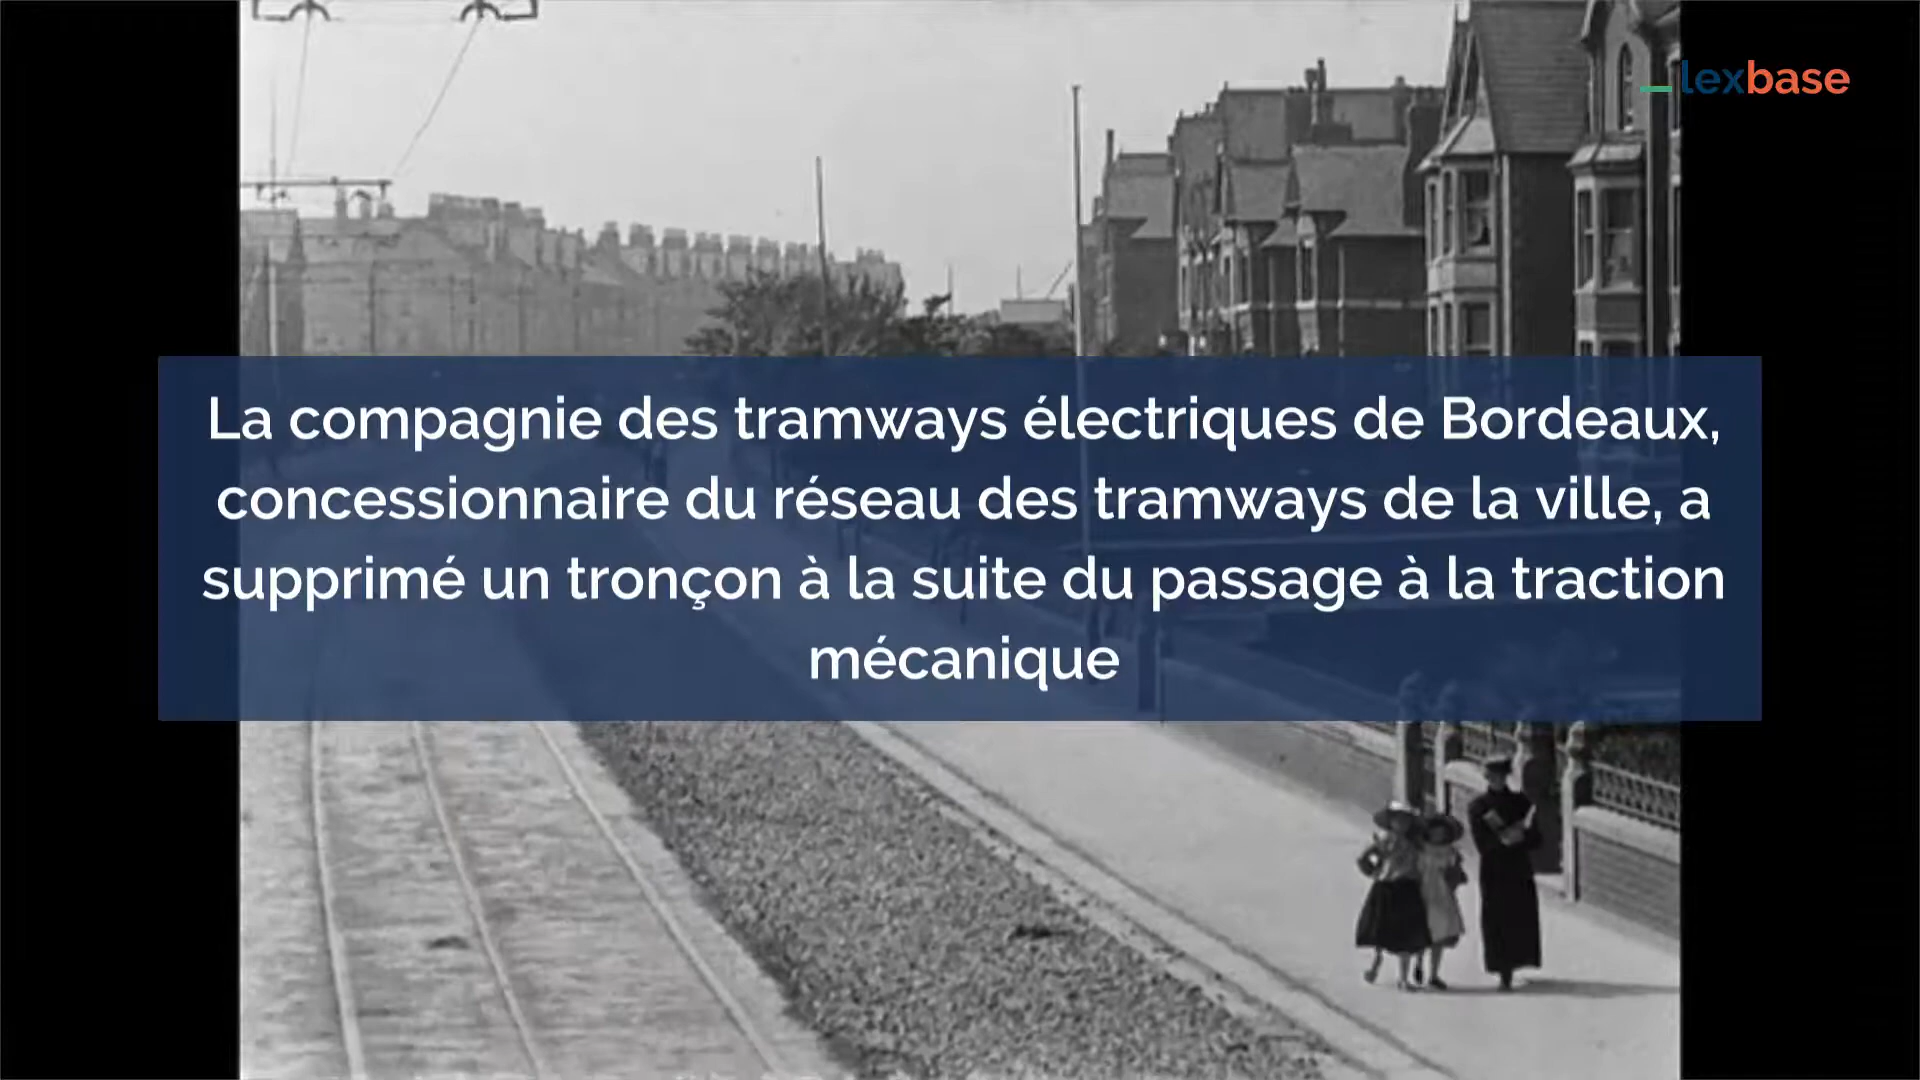 lexbase
La compagnie des tramways électriques de Bordeaux,
concessionnaire du réseau des tramways de la ville, a
supprimé un tronçon à la suite du passage à la traction
mécanique